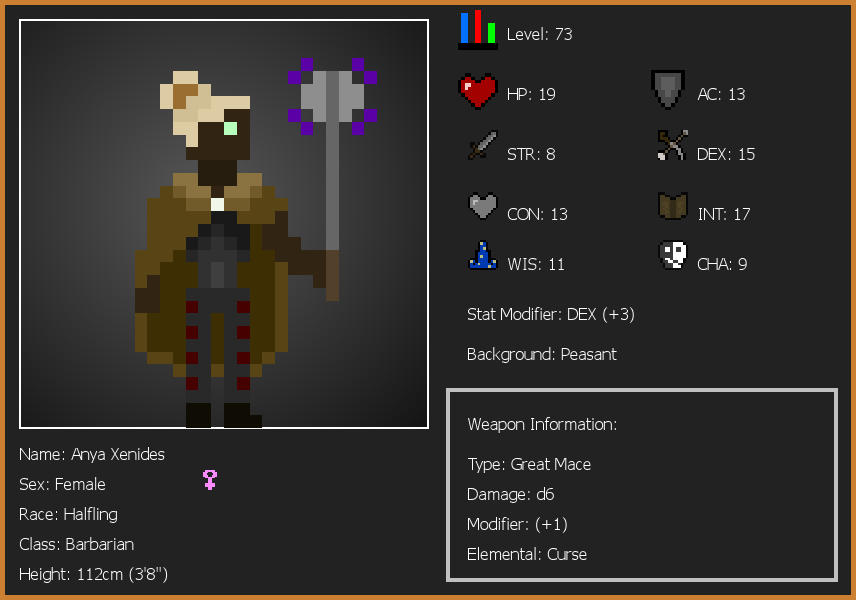 Level: 73
HP: 19
AC: 13
STR: 8
DEX: 15
CON: 13
INT: 17
WIS: 11
CHA: 9
Stat Modifier: DEX (+3)
Background: Peasant
Weapon Information:
Type: Great Mace
Damage: d6
Modifier: (+1)
Elemental: Curse
Name: Anya Xenides
Sex: Female
Race: Halfling
Class: Barbarian
Height: 112cm (3'8")